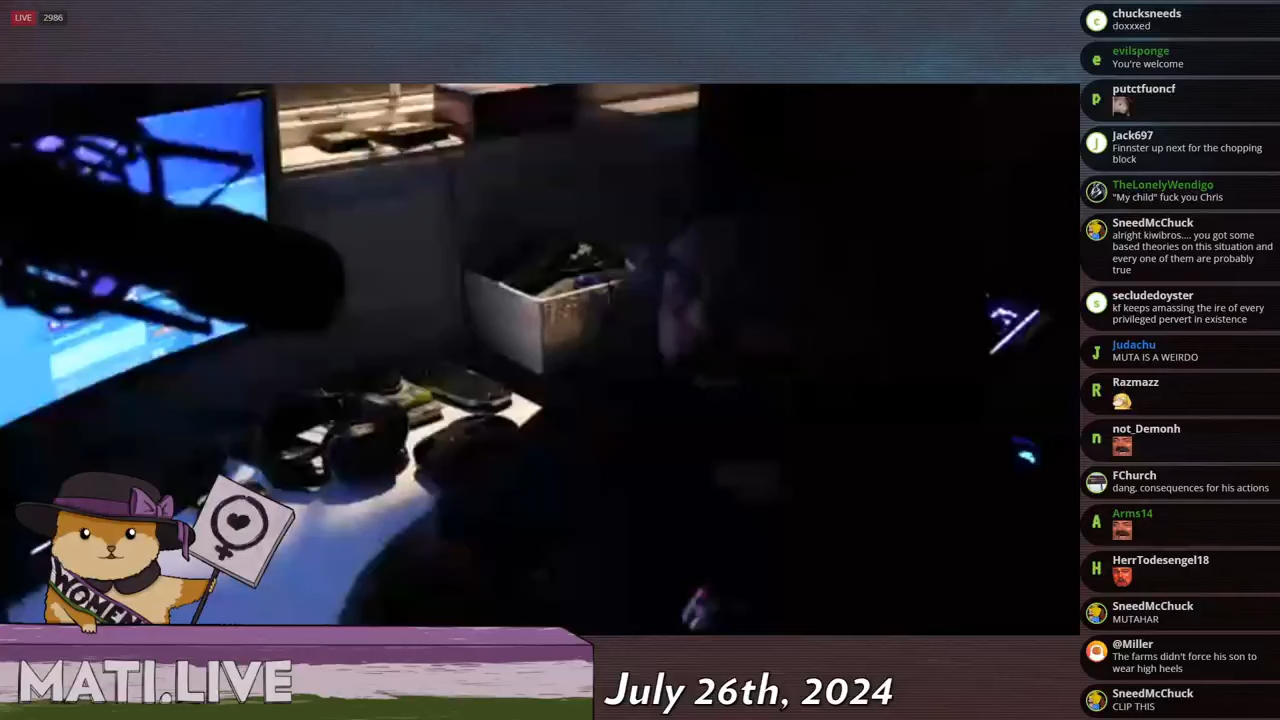 LIVE 2986
chucksneeds
doxxxed
evilsponge
You're welcome
putctfuoncf
Jack697
Finnster up next for the chopping
block
TheLonelyWendigo
"My child" fuck you Chris
SneedMcChuck
alright kiwibros.... you got some
based theories on this situation and
every one of them are probably
true
secludedoyster
kf keeps amassing the ire of every
privileged pervert in existence
Judachu
MUTA IS A WEIRDO
Razmazz
not_Demonh
FChurch
dang, consequences for his actions
Arms14
HerrTodesengel18
SneedMcChuck
MUTAHAR
@Miller
The farms didn't force his son to
wear high heels
SneedMcChuck
CLIP THIS
WOMEN
MATI.LIVE
July 26th, 2024